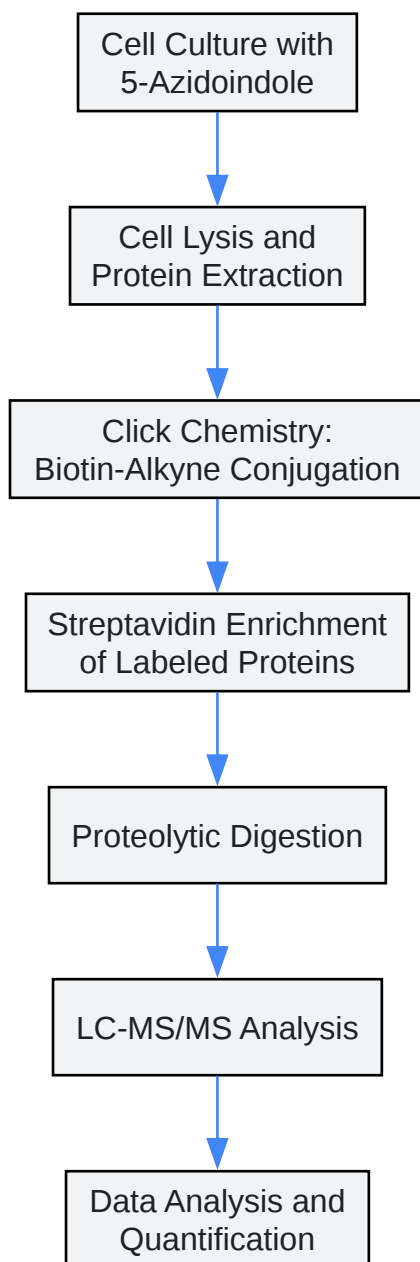 Cell Culture with
5-Azidoindole
Cell Lysis and
Protein Extraction
Click Chemistry:
Biotin-Alkyne Conjugation
Streptavidin Enrichment
of Labeled Proteins
Proteolytic Digestion
LC-MS/MS Analysis
Data Analysis and
Quantification